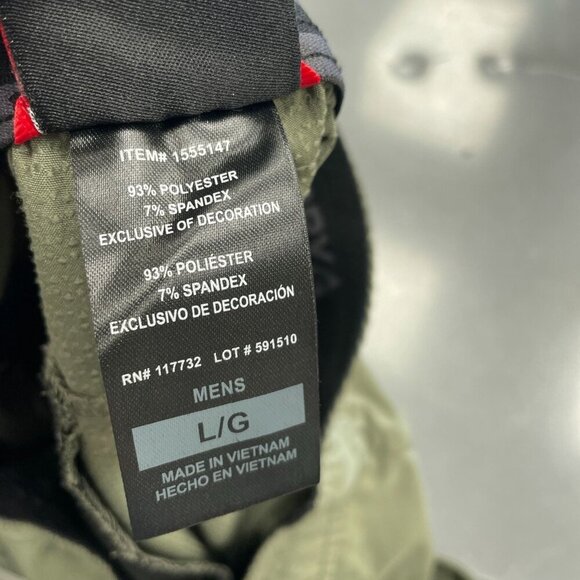 ITEM# 1555147
93% POLYESTER
7% SPANDEX
EXCLUSIVE OF DECORATION
93% POLIÉSTER
7% SPANDEX
EXCLUSIVO DE DECORACIÓN
RN# 117732 LOT # 591510
MENS
L/G
MADE IN VIETNAM
HECHO EN VIETNAM